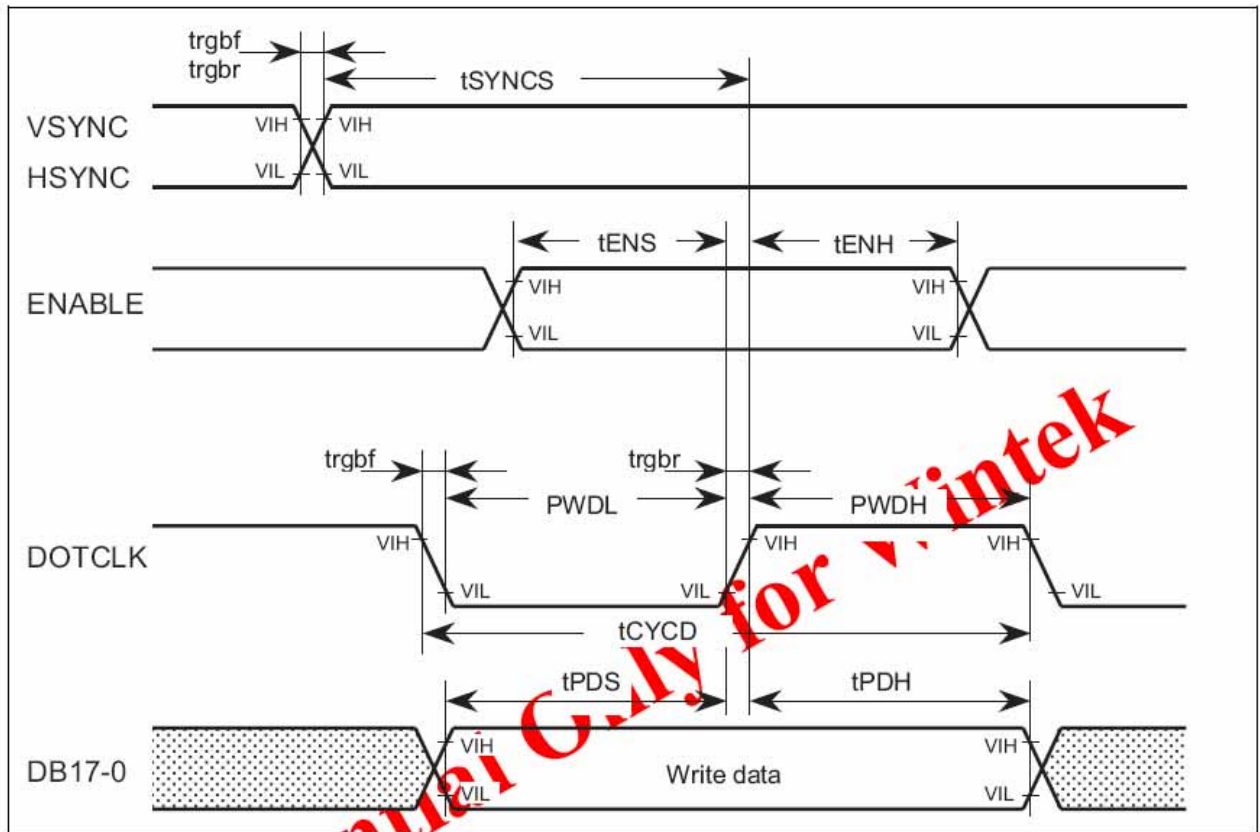 trgbf
trgbr
tSYNCS
VSYNC
HSYNC
VIH
VIH
VIL
VIL
tENS
tENH
ENABLE
VIH
VIH
VIL
VIL
trgbf
trgbr
PWDL
PWDH
DOTCLK
VIH
VIH
VIH
VIL
VIL
VIL
tCYCD
tPDS
tPDH
DB17-0
VIH
VIH
Write data
VIL
VIL
for Wintek